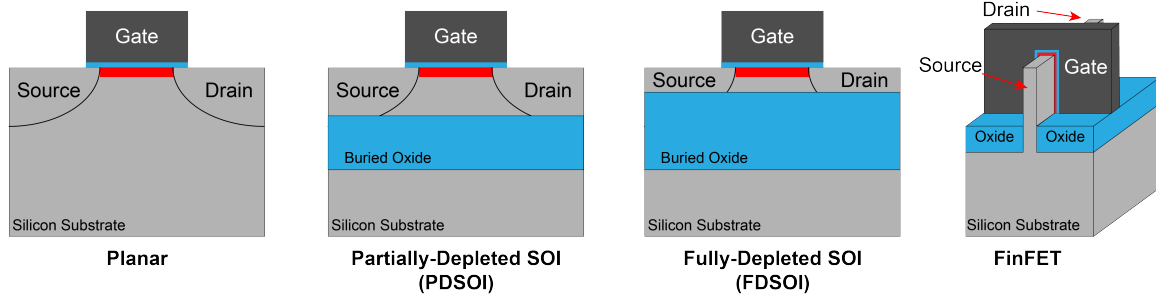 Gate
Source
Drain
Silicon Substrate
Planar
Gate
Source
Drain
Buried Oxide
Silicon Substrate
Partially-Depleted SOI
(PDSOI)
Gate
Source
Drain
Buried Oxide
Silicon Substrate
Fully-Depleted SOI
(FDSOI)
Drain
Source
Gate
Oxide
Oxide
Silicon Substrate
FinFET